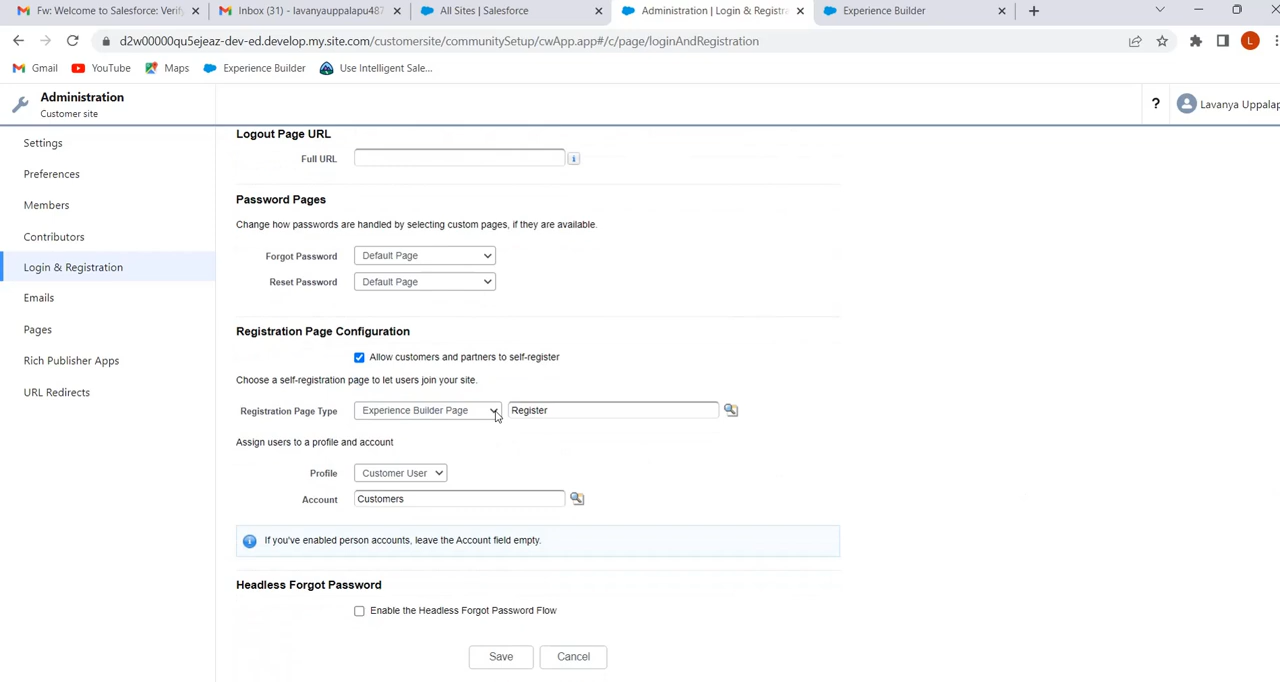 Fw: Welcome to Salesforce: Verify
Inbox (31) - lavanyauppalapu487
All Sites | Salesforce
Administration | Login & Registra
Experience Builder
d2w00000qu5ejeaz-dev-ed.develop.my.site.com/customersite/communitySetup/cwApp.app#/c/page/loginAndRegistration
L
Gmail
YouTube
Maps
Experience Builder
Use Intelligent Sale...
Administration
Customer site
?
Lavanya Uppalap
Settings
Preferences
Members
Contributors
Login & Registration
Emails
Pages
Rich Publisher Apps
URL Redirects
Logout Page URL
Full URL
i
Password Pages
Change how passwords are handled by selecting custom pages, if they are available.
Forgot Password Default Page
Reset Password Default Page
Registration Page Configuration
Allow customers and partners to self-register
Choose a self-registration page to let users join your site.
Registration Page Type Experience Builder Page Register
Assign users to a profile and account
Profile Customer User
Account Customers
i If you've enabled person accounts, leave the Account field empty.
Headless Forgot Password
Enable the Headless Forgot Password Flow
Save Cancel